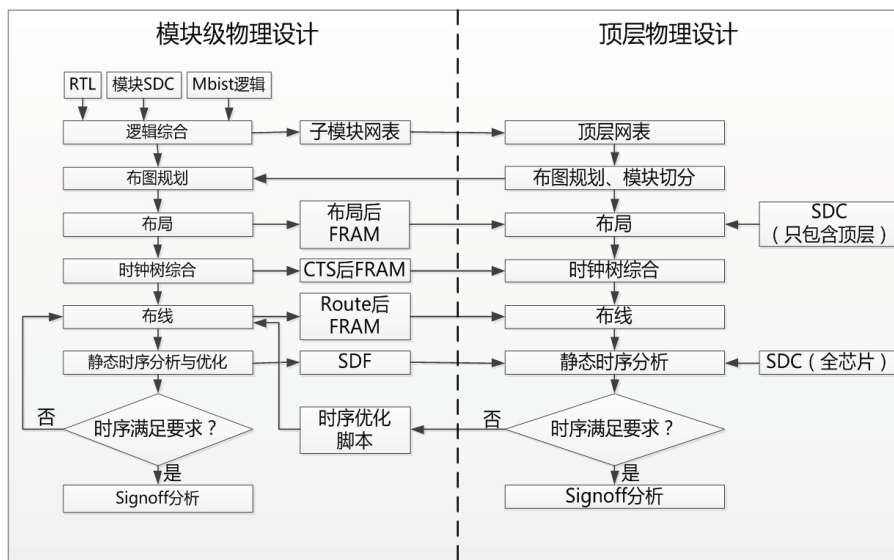 模块级物理设计
顶层物理设计
RTL
模块SDC
Mbist逻辑
逻辑综合
子模块网表
顶层网表
布图规划
布图规划、模块切分
布局
布局后
FRAM
布局
SDC
（只包含顶层）
时钟树综合
CTS后FRAM
时钟树综合
布线
Route后
FRAM
布线
静态时序分析与优化
SDF
静态时序分析
SDC（全芯片）
否
时序满足要求？
时序优化
脚本
否
时序满足要求？
是
是
Signoff分析
Signoff分析